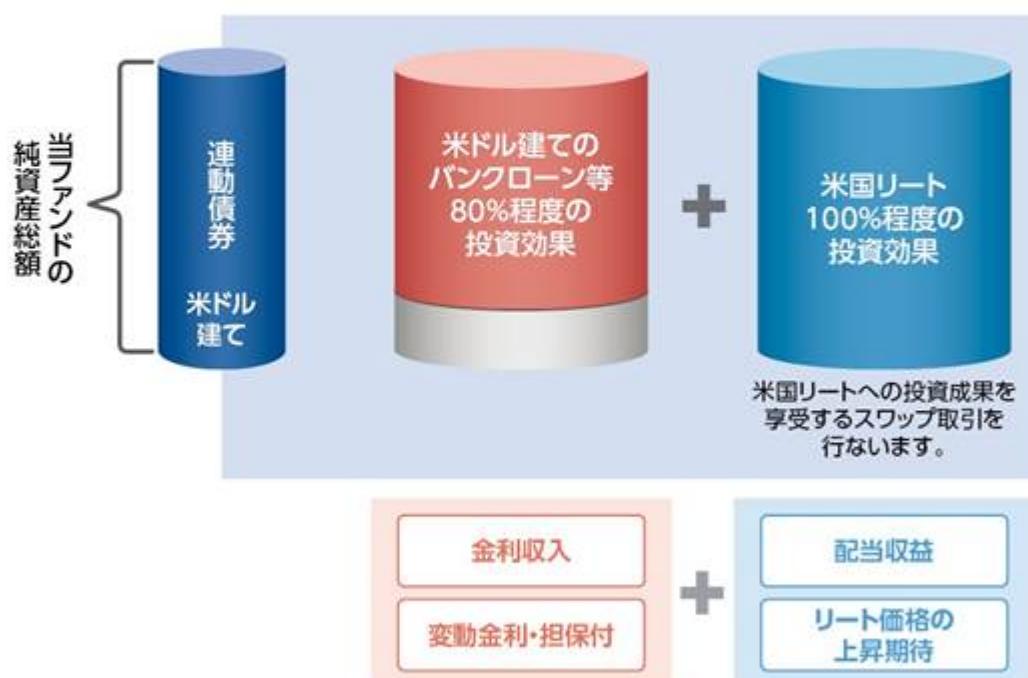 当ファンドの
純資産総額
連動債券
米ドル
建て
米ドル建ての
バンクローン等
80%程度の
投資効果
+
米国リート
100%程度の
投資効果
米国リートへの投資成果を
享受するスワップ取引を
行ないます。
金利収入
変動金利・担保付
+
配当収益
リート価格の
上昇期待